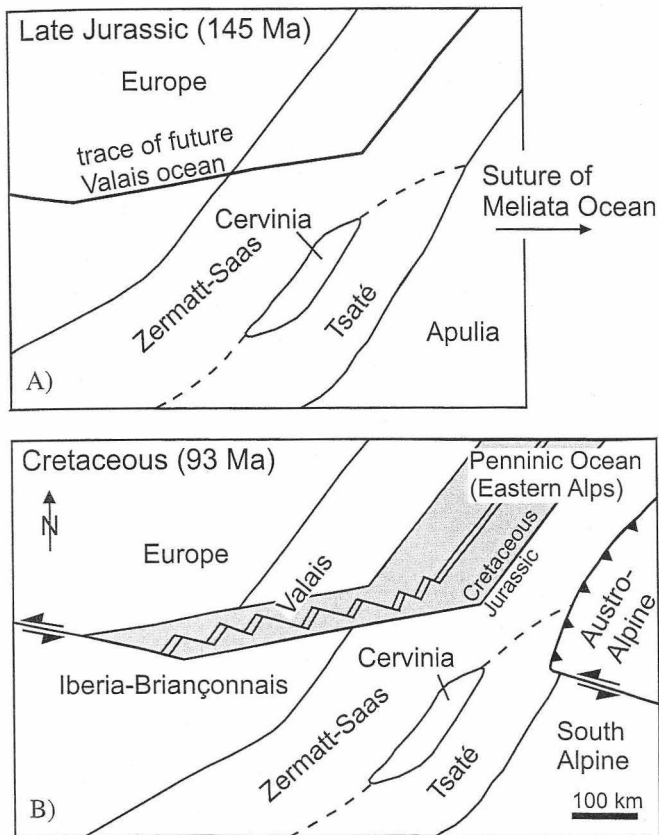 Late Jurassic (145 Ma)
Europe
trace of future
Valais ocean
Suture of
Meliata Ocean
Cervinia
Zermatt-Saas
Tsaté
Apulia
A)
Cretaceous (93 Ma)
Penninic Ocean
(Eastern Alps)
N
Europe
Valais
Cretaceous
Jurassic
Austro-
Alpine
Iberia-Briançonnais
Cervinia
Zermatt-Saas
Tsaté
South
Alpine
B)
100 km